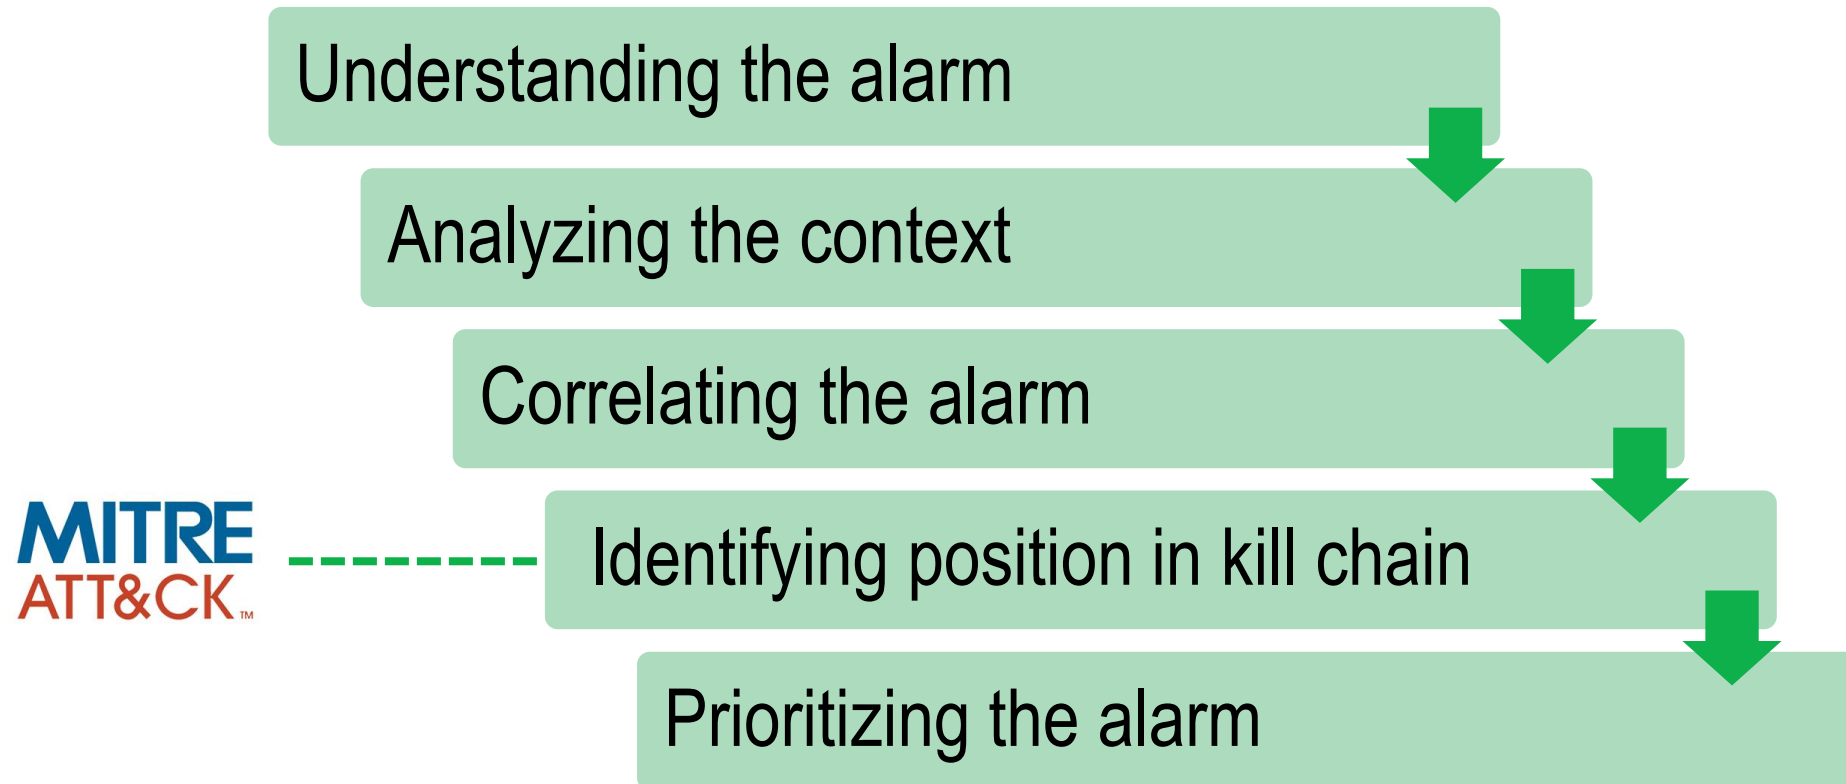 Understanding the alarm
Analyzing the context
Correlating the alarm
MITRE
ATT&CK™
Identifying position in kill chain
Prioritizing the alarm